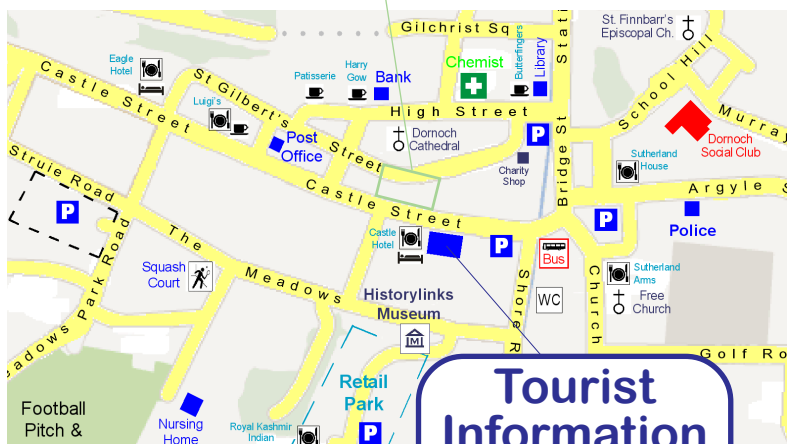 Gilchrist Sq
Stati
St. Finnbarr's
Episcopal Ch.
Eagle
Hotel
Castle Street
St Gilbert's Street
Patisserie
Harry
Gow
Bank
Chemist
Butterfingers
Library
School Hill
Murray
Luigi's
High Street
Post
Office
Dornoch
Cathedral
P
Charity
Shop
Bridge St
Dornoch
Social Club
Sutherland
House
Struie Road
P
Castle Street
Argyle S
P
Police
The Meadows
Castle
Hotel
P
Bus
Squash
Court
Meadows Park Road
Shore R
Church
Sutherland
Arms
Free
Church
WC
Historylinks
Museum
M
Golf Ro
Retail
Park
P
Tourist
Information
Football
Pitch &
Nursing
Home
Royal Kashmir
Indian